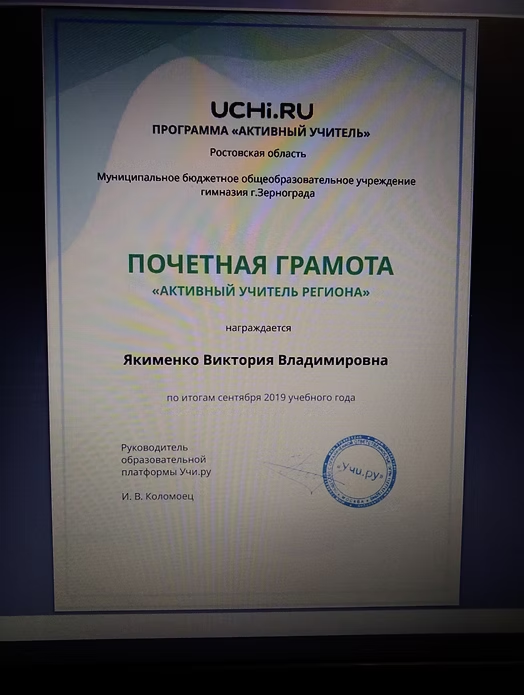 UCHi.RU
ПРОГРАММА «АКТИВНЫЙ УЧИТЕЛЬ»
Ростовская область
Муниципальное бюджетное общеобразовательное учреждение
гимназия г.Зернограда
ПОЧЕТНАЯ ГРАМОТА
«АКТИВНЫЙ УЧИТЕЛЬ РЕГИОНА»
награждается
Якименко Виктория Владимировна
по итогам сентября 2019 учебного года
Руководитель
образовательной
платформы Учи.ру
И. В. Коломоец
«Учи.ру»